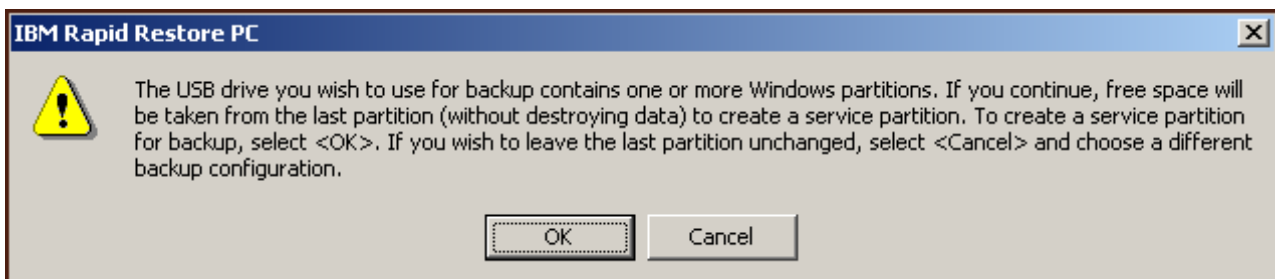 IBM Rapid Restore PC
The USB drive you wish to use for backup contains one or more Windows partitions. If you continue, free space will
be taken from the last partition (without destroying data) to create a service partition. To create a service partition
for backup, select <OK>. If you wish to leave the last partition unchanged, select <Cancel> and choose a different
backup configuration.
OK Cancel